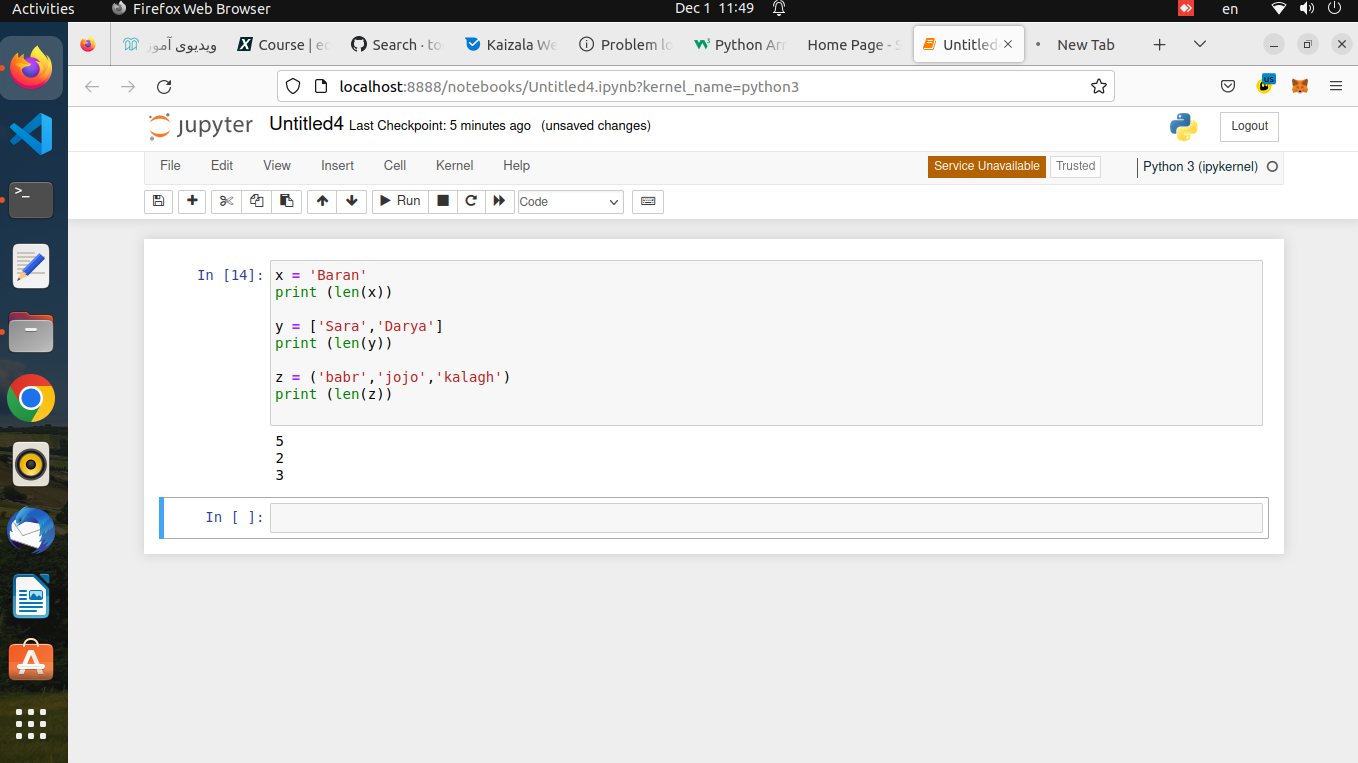 Activities
Firefox Web Browser
Dec 1 11:49
en
ویدیوی آموز
Course | ec
Search · to
Kaizala We
Problem lo
Python Arr
Home Page - S
Untitled
New Tab
us
localhost:8888/notebooks/Untitled4.ipynb?kernel_name=python3
jupyter Untitled4 Last Checkpoint: 5 minutes ago (unsaved changes)
Logout
File Edit View Insert Cell Kernel Help
Service Unavailable Trusted Python 3 (ipykernel)
Run Code
In [14]: x = 'Baran'
print (len(x))
y = ['Sara','Darya']
print (len(y))
z = ('babr','jojo','kalagh')
print (len(z))
5
2
3
In [ ]: